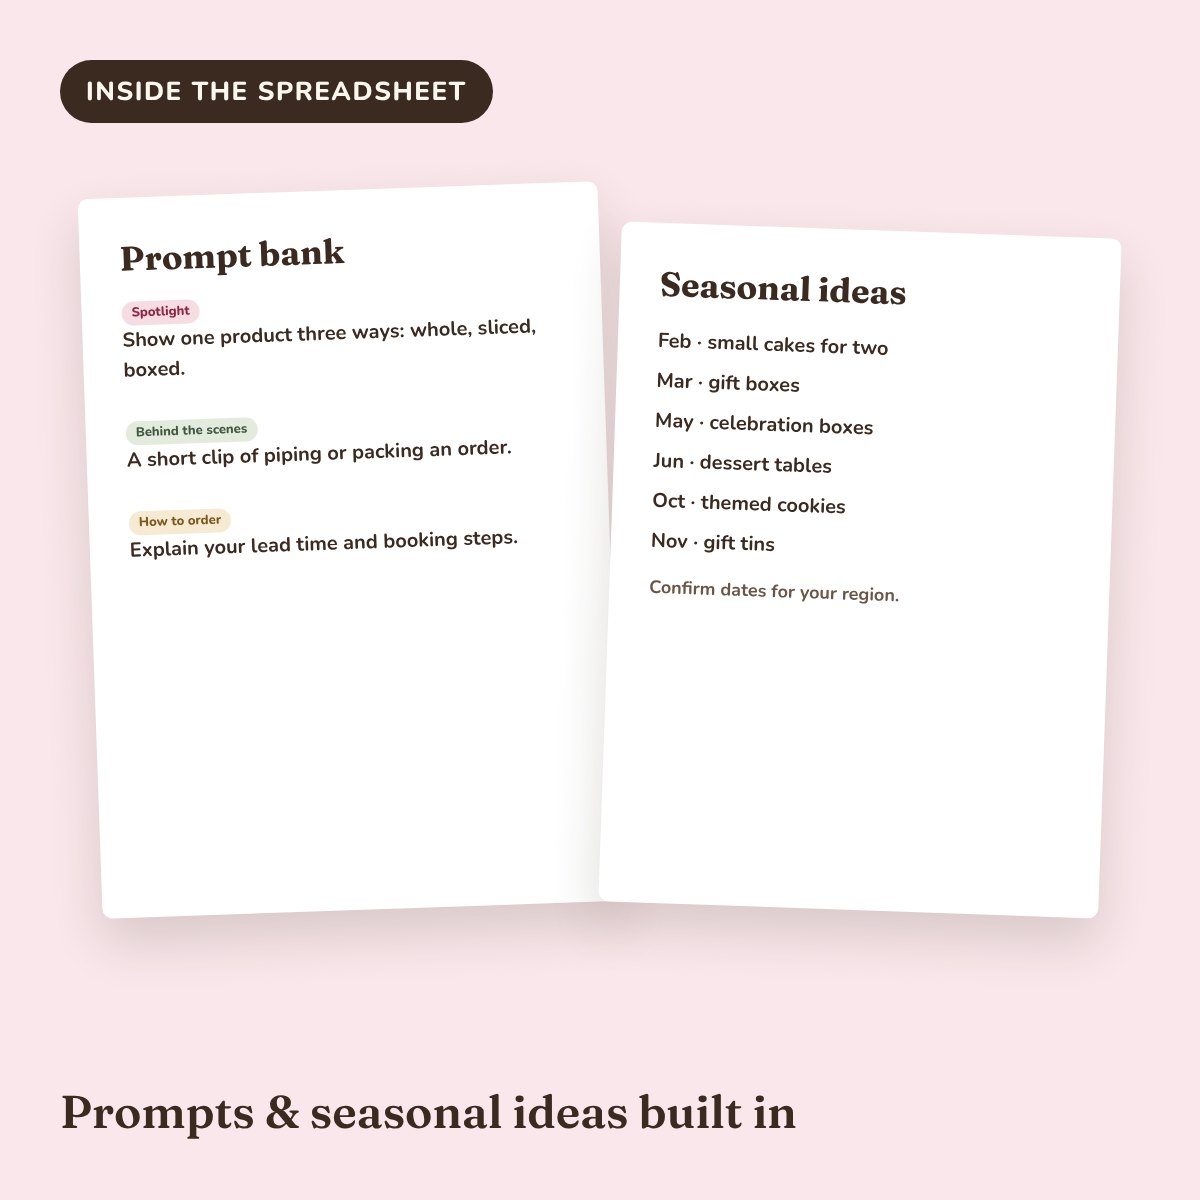 INSIDE THE SPREADSHEET
Prompt bank
Spotlight
Show one product three ways: whole, sliced,
boxed.
Behind the scenes
A short clip of piping or packing an order.
How to order
Explain your lead time and booking steps.
Seasonal ideas
Feb · small cakes for two
Mar · gift boxes
May · celebration boxes
Jun · dessert tables
Oct · themed cookies
Nov · gift tins
Confirm dates for your region.
Prompts & seasonal ideas built in